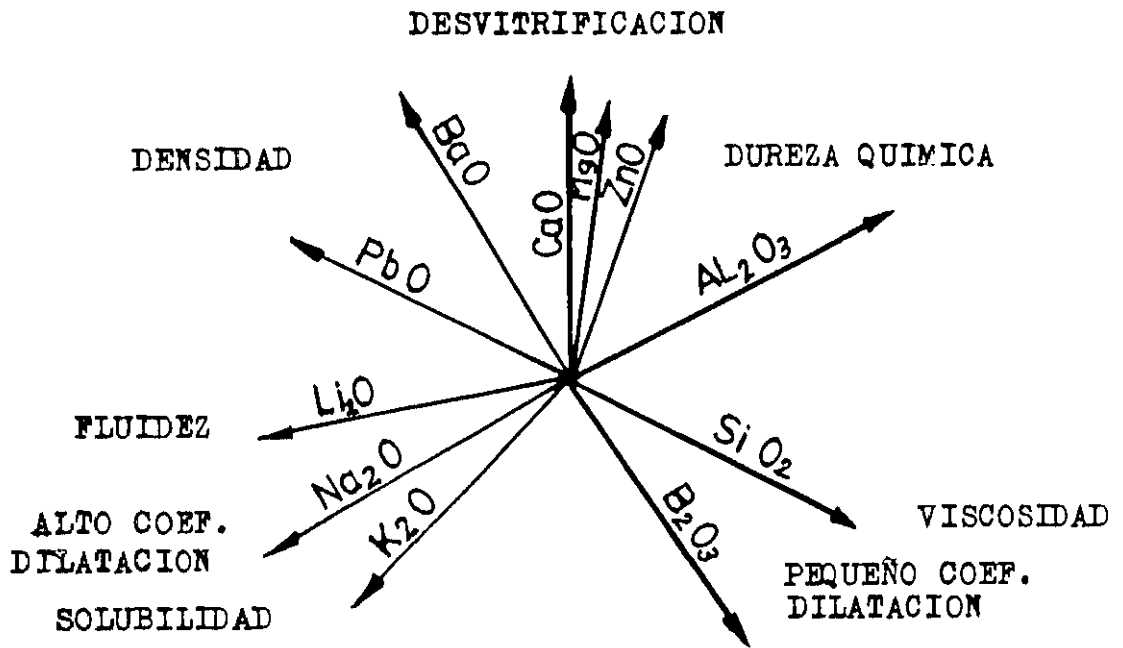 DESVITRIFICACION
DENSIDAD
BaO
CaO
MgO
ZnO
DUREZA QUIMICA
PbO
AL₂O₃
Li₂O
FLUIDEZ
Na₂O
K₂O
SiO₂
B₂O₃
ALTO COEF.
DILATACION
SOLUBILIDAD
VISCOSIDAD
PEQUEÑO COEF.
DILATACION